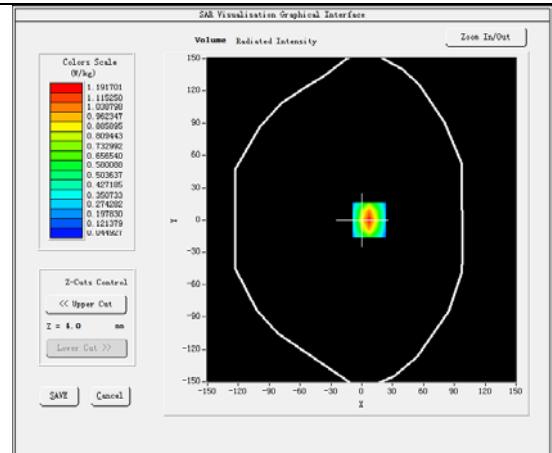 SAR Visualisation Graphical Interface
Volume Radiated Intensity
Zoom In/Out
Colors Scale
(W/kg)
1.191701
1.115250
1.038798
0.962347
0.885895
0.809443
0.732992
0.656540
0.580088
0.503637
0.427185
0.350733
0.274282
0.197830
0.121379
0.044927
Z-Cuts Control
<< Upper Cut
Z = 4.0 mm
Lower Cut >>
SAVE
Cancel
150
120
90
60
30
0
-30
-60
-90
-120
-150
Y
-150 -120 -90 -60 -30 0 30 60 90 120 150
X